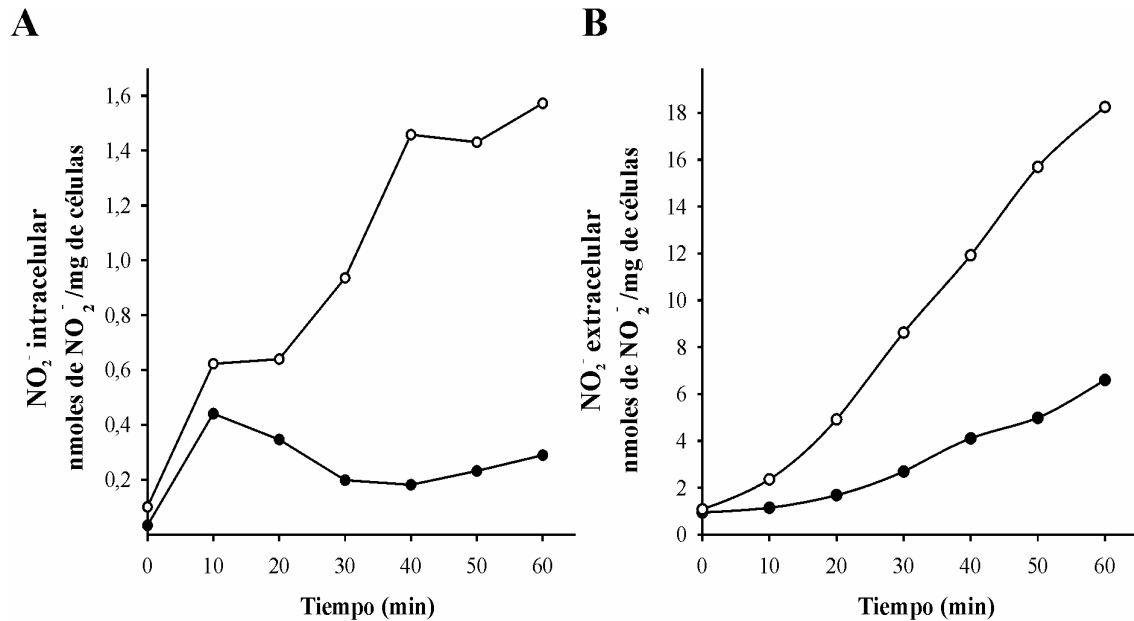 A
NO₂⁻ intracelular
nmoles de NO₂⁻/mg de células
1,6
1,4
1,2
1,0
0,8
0,6
0,4
0,2
0 10 20 30 40 50 60
Tiempo (min)
B
NO₂⁻ extracelular
nmoles de NO₂⁻/mg de células
18
16
14
12
10
8
6
4
2
0
0 10 20 30 40 50 60
Tiempo (min)